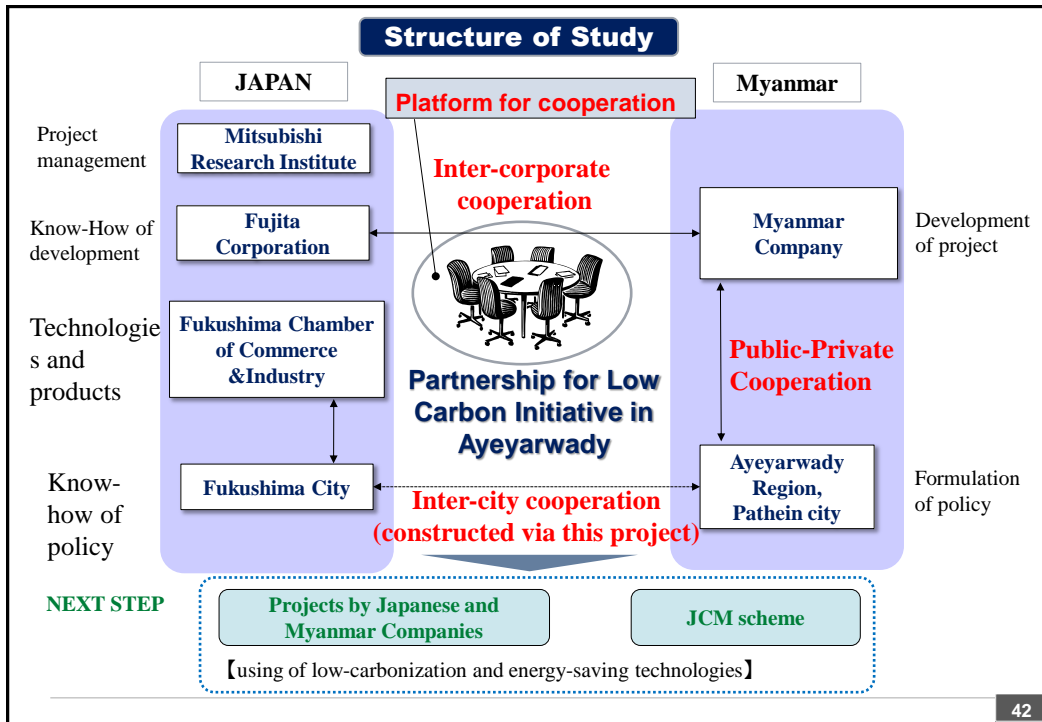 Structure of Study
JAPAN
Myanmar
Platform for cooperation
Project
management
Mitsubishi
Research Institute
Inter-corporate
cooperation
Know-How of
development
Fujita
Corporation
Myanmar
Company
Development
of project
Technologie
s and
products
Fukushima Chamber
of Commerce
&Industry
Public-Private
Cooperation
Partnership for Low
Carbon Initiative in
Ayeyarwady
Know-
how of
policy
Fukushima City
Inter-city cooperation
(constructed via this project)
Ayeyarwady
Region,
Pathein city
Formulation
of policy
NEXT STEP
Projects by Japanese and
Myanmar Companies
JCM scheme
【using of low-carbonization and energy-saving technologies】
42